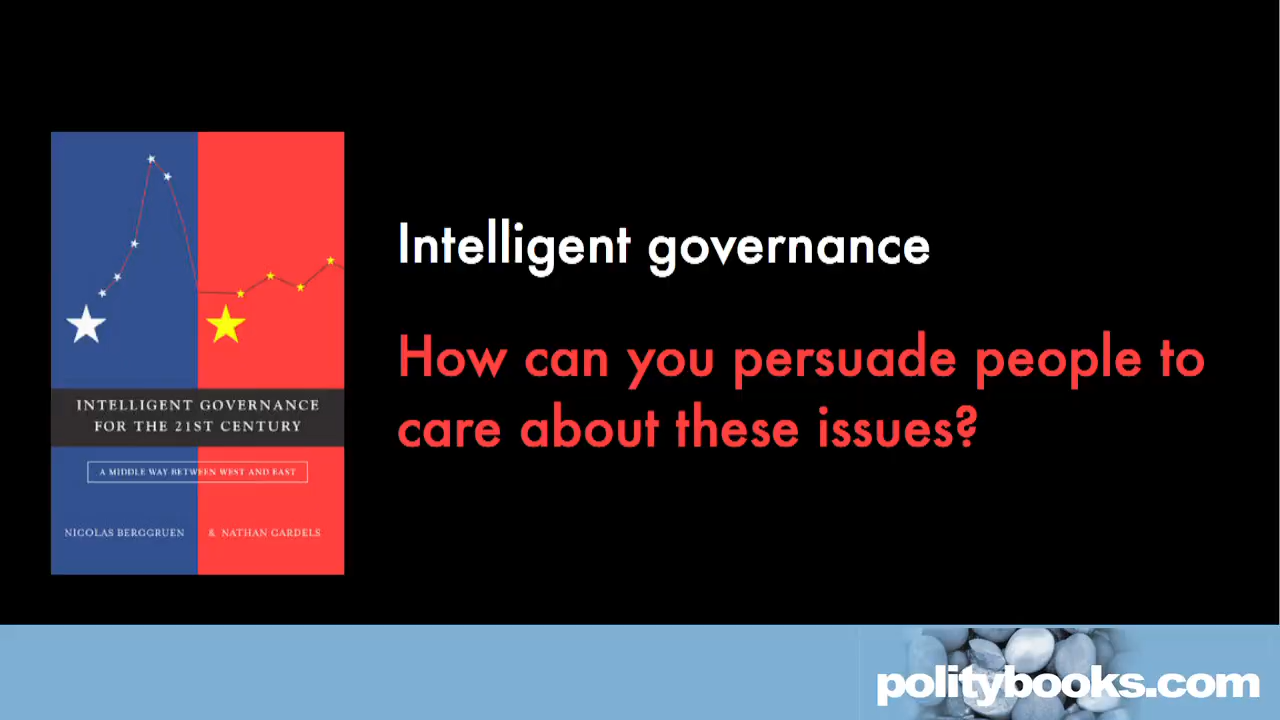 INTELLIGENT GOVERNANCE
FOR THE 21ST CENTURY
A MIDDLE WAY BETWEEN WEST AND EAST
NICOLAS BERGGRUEN & NATHAN GARDELS
Intelligent governance
How can you persuade people to
care about these issues?
politybooks.com